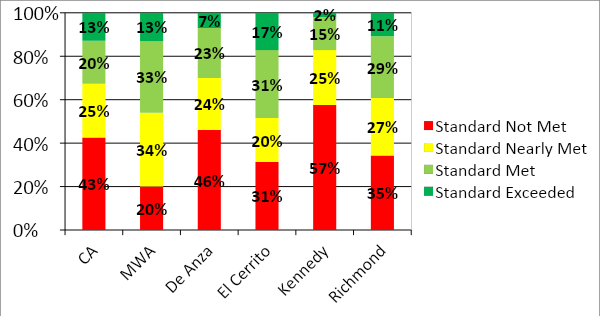 100%
80%
60%
40%
20%
0%
13% 13% 7% 17% 2% 11%
20% 33% 23% 31% 15% 29%
25% 34% 24% 20% 25% 27%
43% 20% 46% 31% 57% 35%
CA MWA De Anza El Cerrito Kennedy Richmond
Standard Not Met
Standard Nearly Met
Standard Met
Standard Exceeded